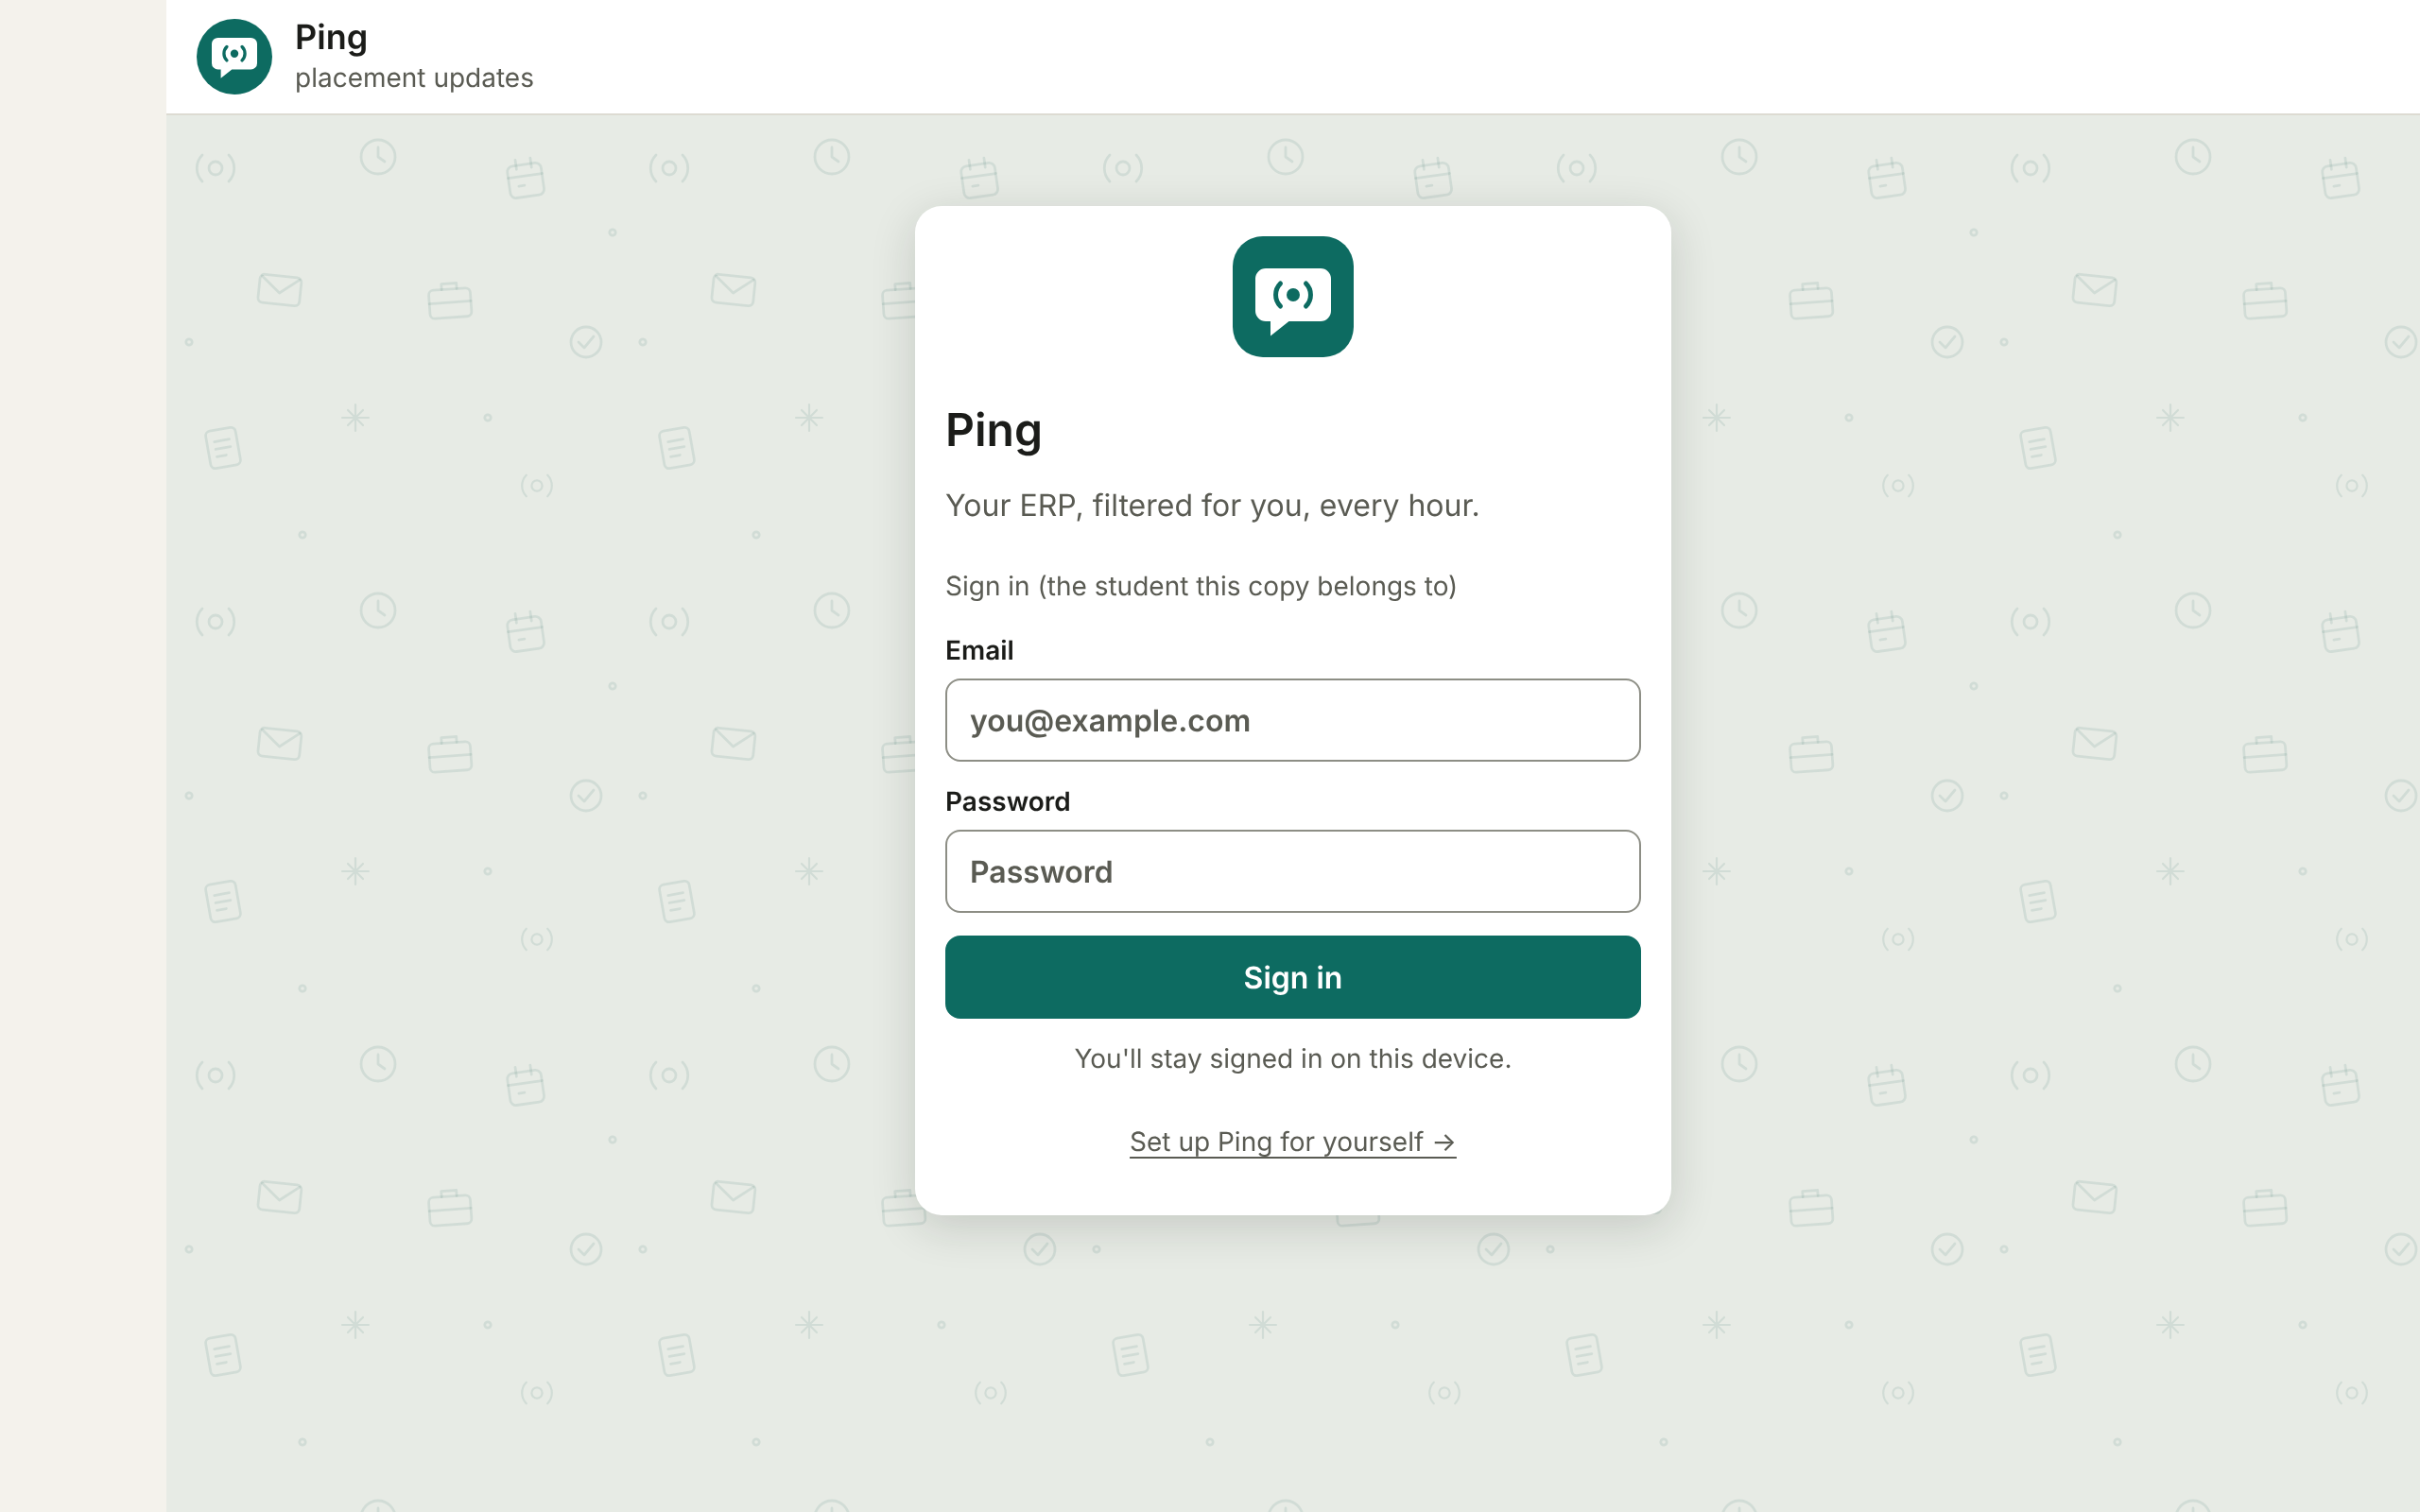 Ping
placement updates
Ping
Your ERP, filtered for you, every hour.
Sign in (the student this copy belongs to)
Email
you@example.com
Password
Password
Sign in
You'll stay signed in on this device.
Set up Ping for yourself →